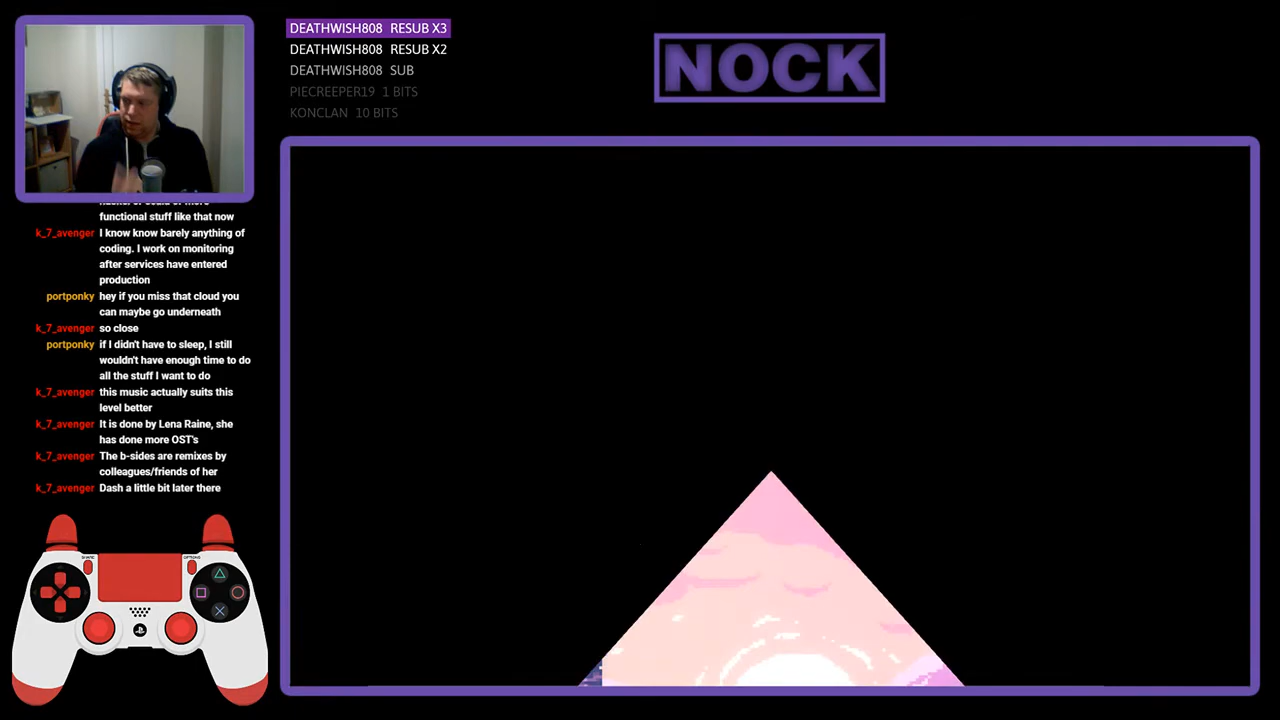 DEATHWISH808 RESUB X3
DEATHWISH808 RESUB X2
DEATHWISH808 SUB
PIECREEPER19 1 BITS
KONCLAN 10 BITS
NOCK
functional stuff like that now
k_7_avenger I know know barely anything of
coding. I work on monitoring
after services have entered
production
portponky hey if you miss that cloud you
can maybe go underneath
k_7_avenger so close
portponky if I didn't have to sleep, I still
wouldn't have enough time to do
all the stuff I want to do
k_7_avenger this music actually suits this
level better
k_7_avenger It is done by Lena Raine, she
has done more OST's
k_7_avenger The b-sides are remixes by
colleagues/friends of her
k_7_avenger Dash a little bit later there
SHARE
OPTIONS